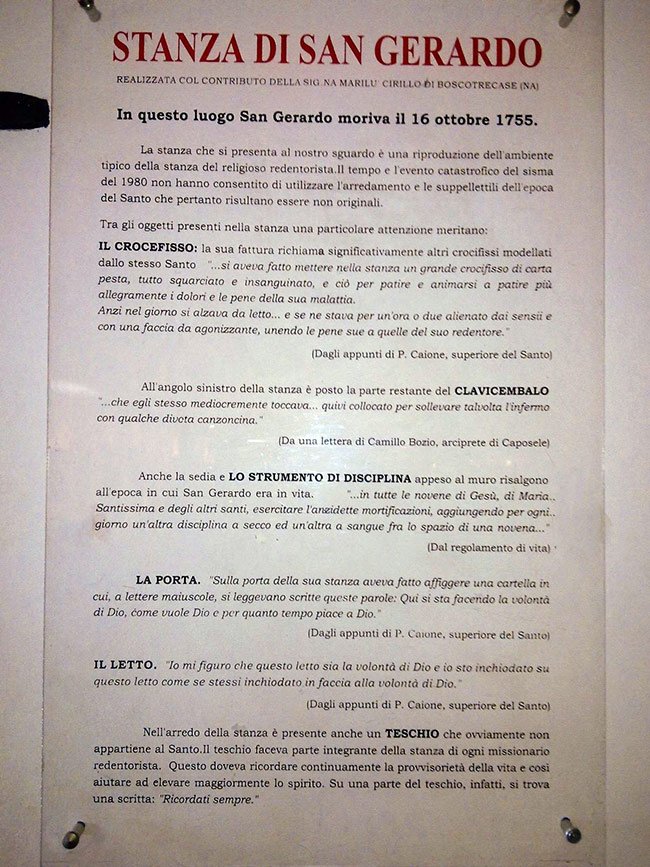 STANZA DI SAN GERARDO
REALIZZATA COL CONTRIBUTO DELLA SIG.NA MARILU' CIRILLO DI BOSCOTRECASE (NA)
In questo luogo San Gerardo moriva il 16 ottobre 1755.
La stanza che si presenta al nostro sguardo è una riproduzione dell'ambiente
tipico della stanza del religioso redentorista.Il tempo e l'evento catastrofico del sisma
del 1980 non hanno consentito di utilizzare l'arredamento e le suppellettili dell'epoca
del Santo che pertanto risultano essere non originali.
Tra gli oggetti presenti nella stanza una particolare attenzione meritano:
IL CROCEFISSO: la sua fattura richiama significativamente altri crocifissi modellati
dallo stesso Santo "...si aveva fatto mettere nella stanza un grande crocifisso di carta
pesta, tutto squarciato e insanguinato, e ciò per patire e animarsi a patire più
allegramente i dolori e le pene della sua malattia.
Anzi nel giorno si alzava da letto... e se ne stava per un'ora o due alienato dai sensii e
con una faccia da agonizzante, unendo le pene sue a quelle del suo redentore."
(Dagli appunti di P. Caione, superiore del Santo)
All'angolo sinistro della stanza è posto la parte restante del CLAVICEMBALO
"...che egli stesso mediocremente toccava... quivi collocato per sollevare talvolta l'infermo
con qualche divota canzoncina."
(Da una lettera di Camillo Bozio, arciprete di Caposele)
Anche la sedia e LO STRUMENTO DI DISCIPLINA appeso al muro risalgono
all'epoca in cui San Gerardo era in vita. "...in tutte le novene di Gesù, di Maria..
Santissima e degli altri santi, esercitare l'anzidette mortificazioni, aggiungendo per ogni..
giorno un'altra disciplina a secco ed un'altra a sangue fra lo spazio di una novena..."
(Dal regolamento di vita)
LA PORTA. "Sulla porta della sua stanza aveva fatto affiggere una cartella in
cui, a lettere maiuscole, si leggevano scritte queste parole: Qui si sta facendo la volontà
di Dio, come vuole Dio e per quanto tempo piace a Dio."
(Dagli appunti di P. Caione, superiore del Santo)
IL LETTO. "Io mi figuro che questo letto sia la volontà di Dio e io sto inchiodato su
questo letto come se stessi inchiodato in faccia alla volontà di Dio."
(Dagli appunti di P. Caione, superiore del Santo)
Nell'arredo della stanza è presente anche un TESCHIO che ovviamente non
appartiene al Santo.Il teschio faceva parte integrante della stanza di ogni missionario
redentorista. Questo doveva ricordare continuamente la provvisorietà della vita e così
aiutare ad elevare maggiormente lo spirito. Su una parte del teschio, infatti, si trova
una scritta: "Ricordati sempre."